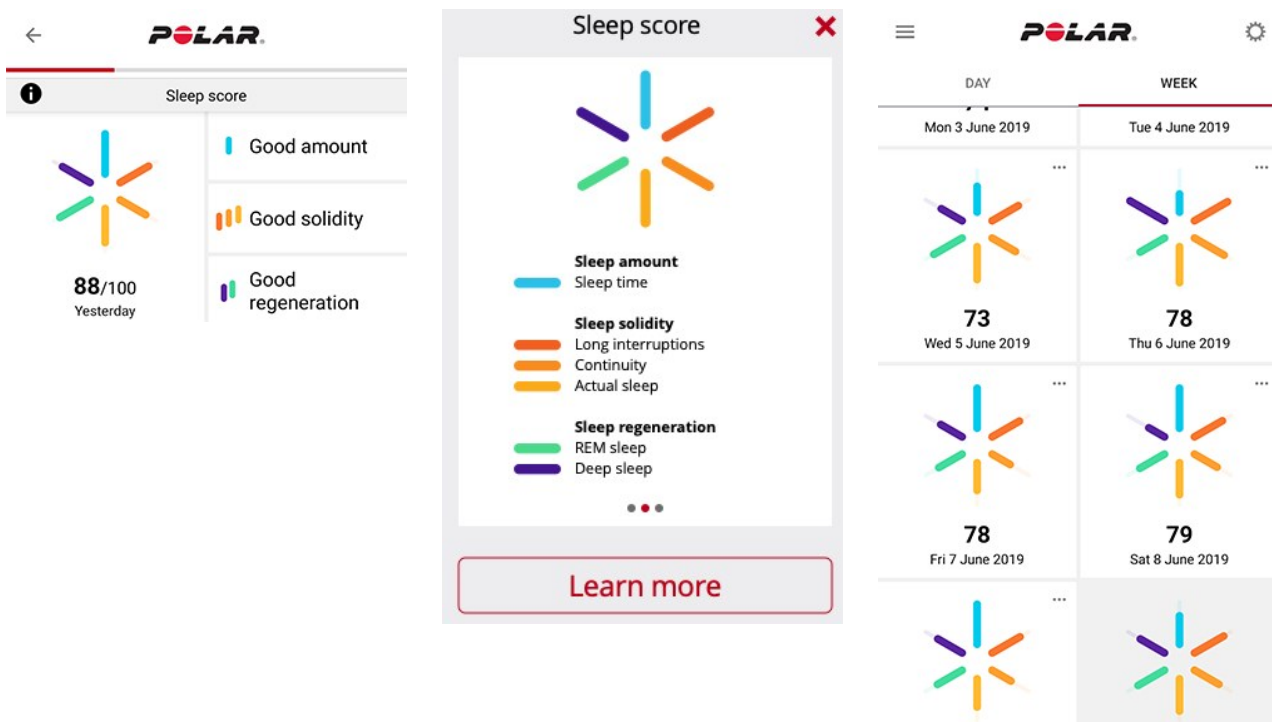 POLAR.
Sleep score
Good amount
Good solidity
Good
regeneration
88/100
Yesterday
Sleep score
Sleep amount
Sleep time
Sleep solidity
Long interruptions
Continuity
Actual sleep
Sleep regeneration
REM sleep
Deep sleep
Learn more
POLAR.
DAY
WEEK
Mon 3 June 2019
Tue 4 June 2019
73
Wed 5 June 2019
78
Thu 6 June 2019
78
Fri 7 June 2019
79
Sat 8 June 2019